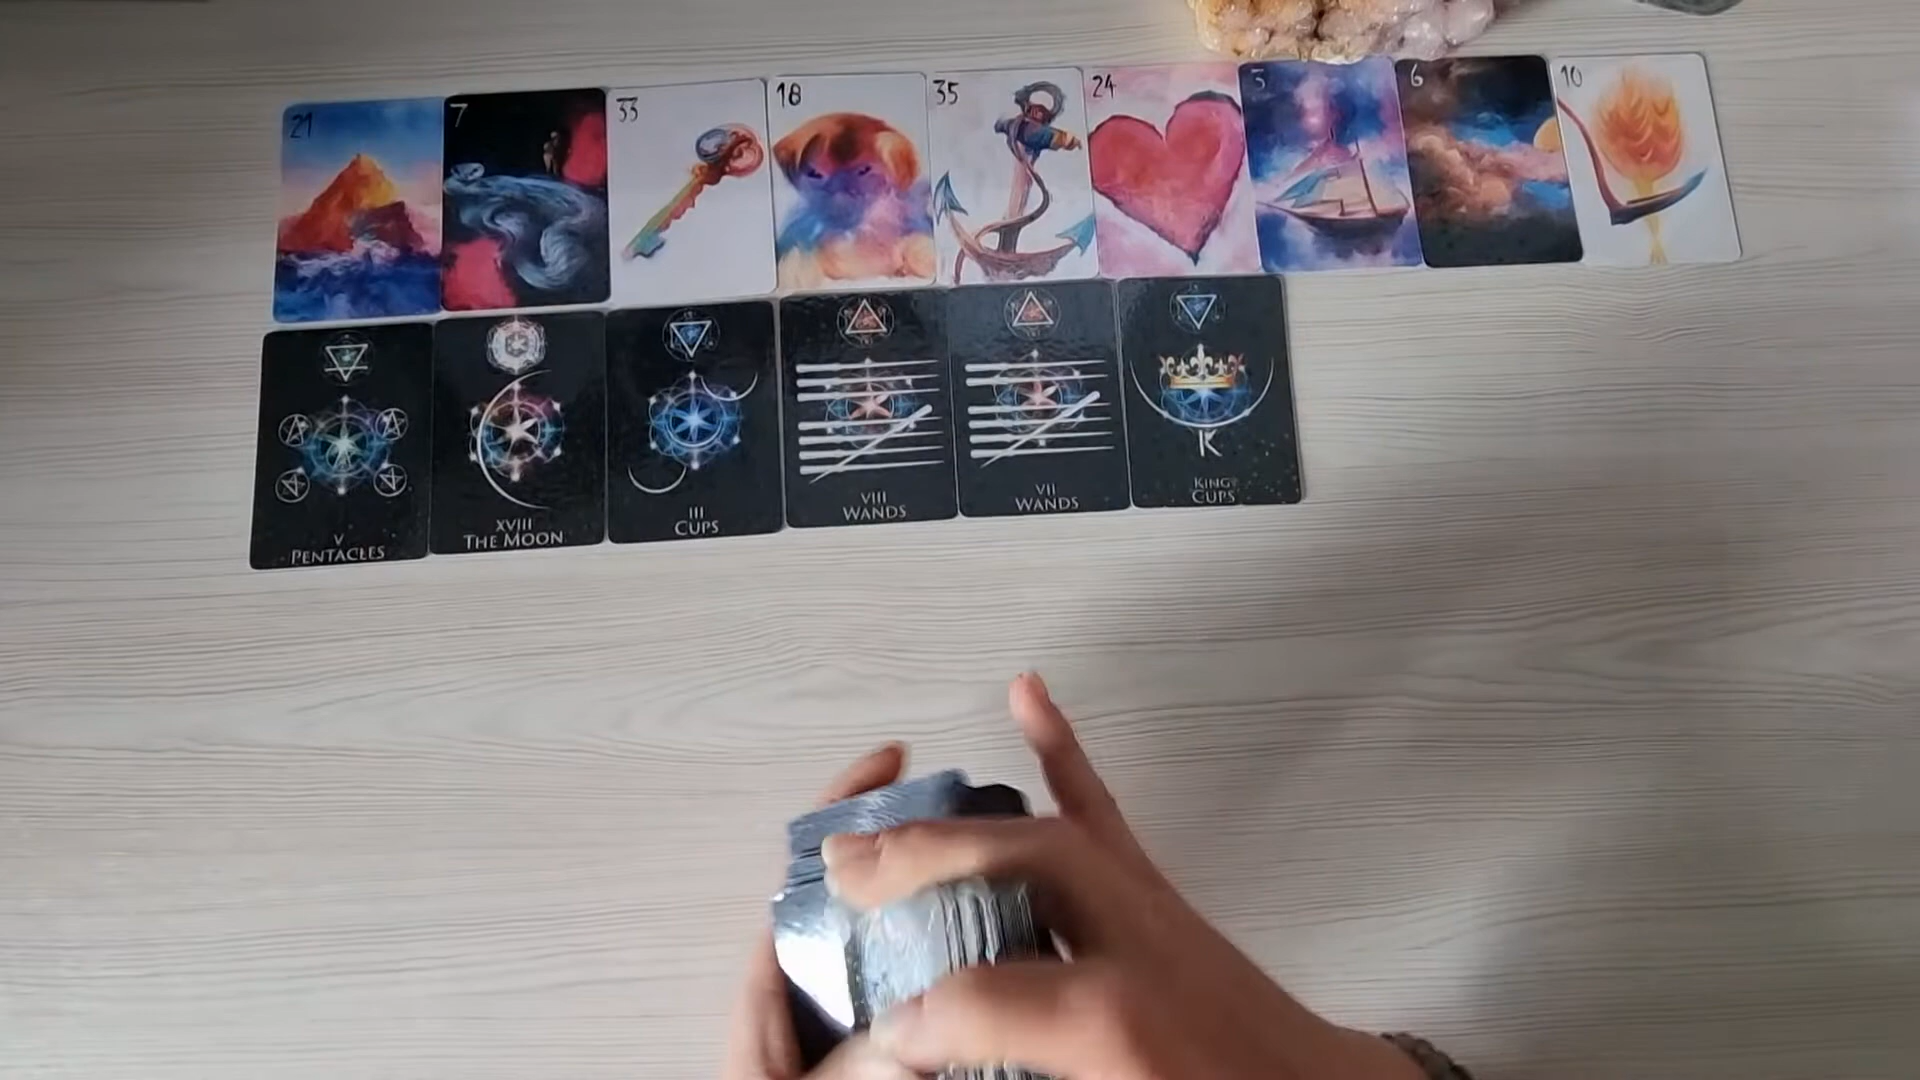 21
7
33
18
35
24
3
6
10
V
PENTACLES
XVIII
THE MOON
III
CUPS
VIII
WANDS
VII
WANDS
K
KING
CUPS